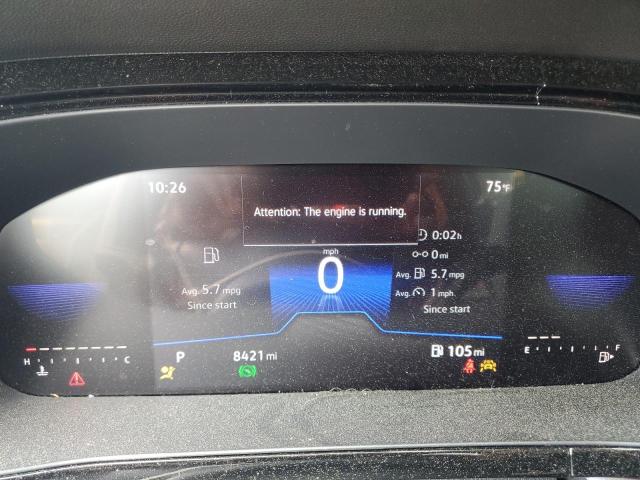 10:26
75°F
Attention: The engine is running.
mph
0
Avg. 5.7 mpg
Since start
0:02 h
0 mi
Avg. 5.7 mpg
Avg. 1 mph
Since start
H C
P
8421 mi
105 mi
E F